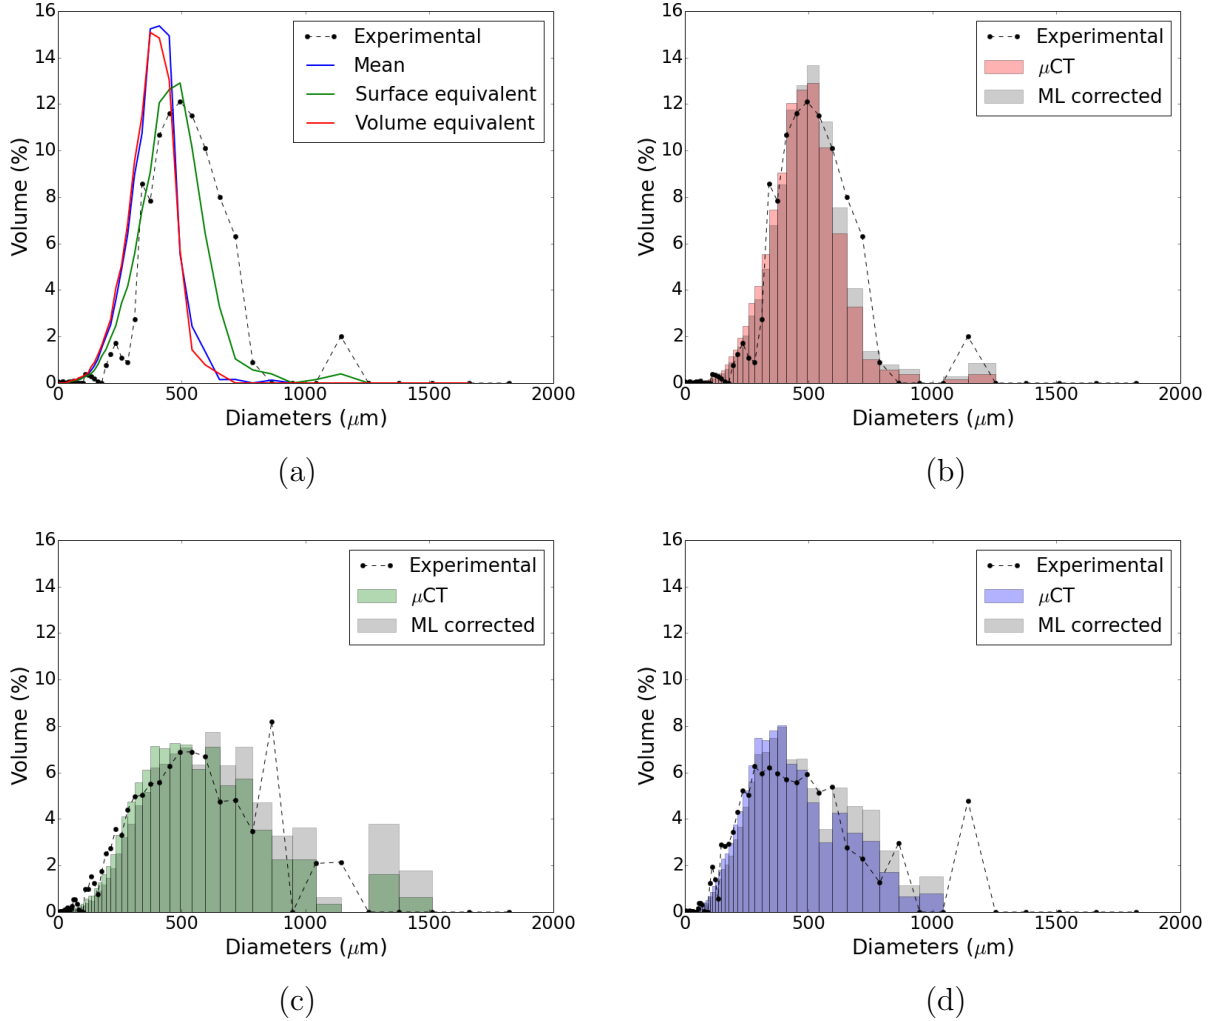 16
14
12
10
8
6
4
2
0
Volume (%)
0 500 1000 1500 2000
Diameters (μm)
Experimental
Mean
Surface equivalent
Volume equivalent
(a)
16
14
12
10
8
6
4
2
0
Volume (%)
0 500 1000 1500 2000
Diameters (μm)
Experimental
μCT
ML corrected
(b)
16
14
12
10
8
6
4
2
0
Volume (%)
0 500 1000 1500 2000
Diameters (μm)
Experimental
μCT
ML corrected
(c)
16
14
12
10
8
6
4
2
0
Volume (%)
0 500 1000 1500 2000
Diameters (μm)
Experimental
μCT
ML corrected
(d)